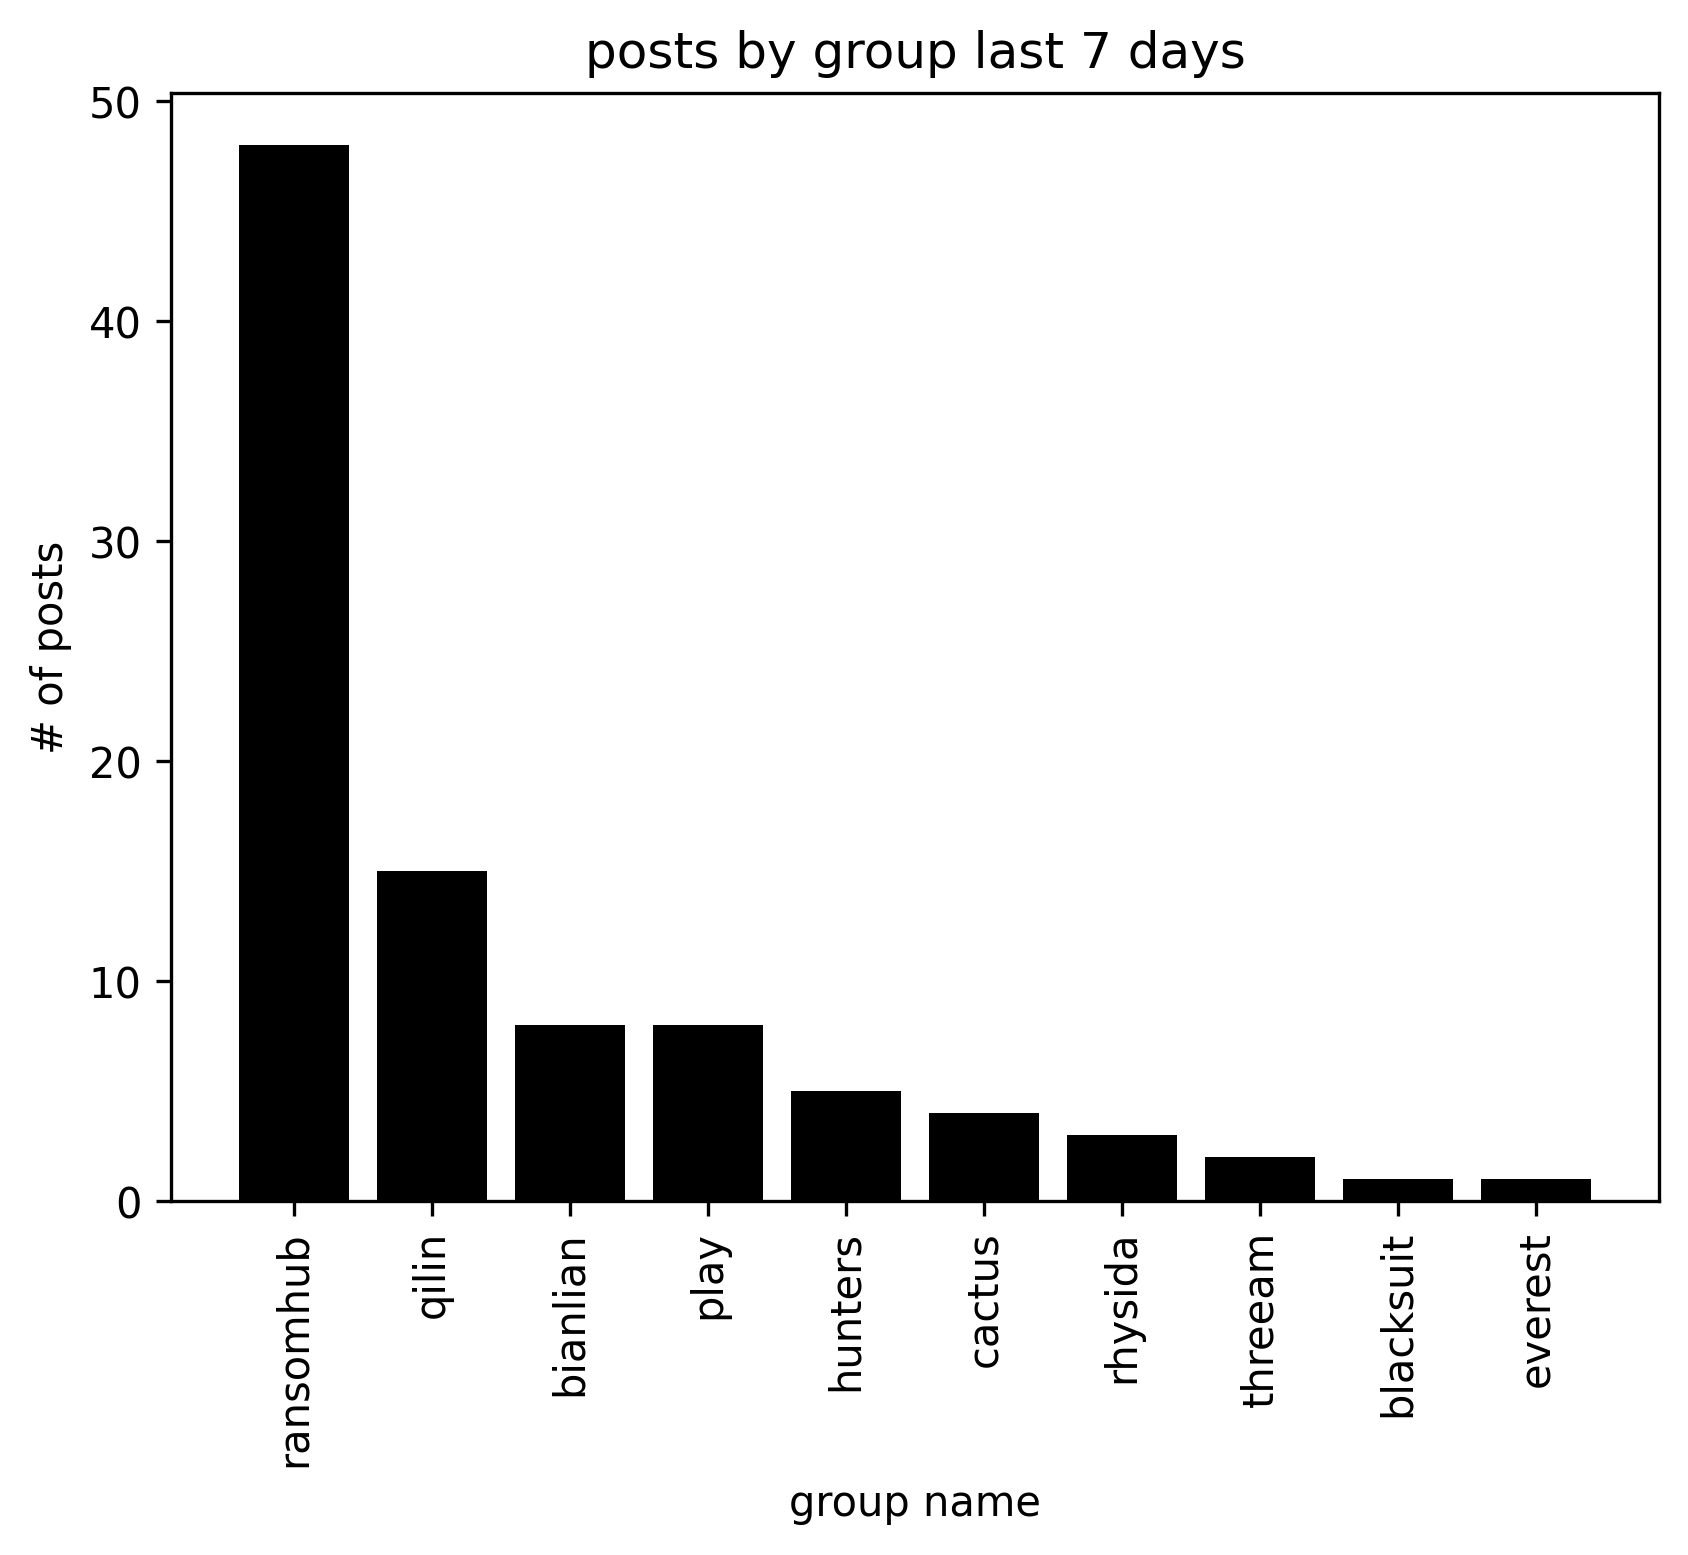 posts by group last 7 days
# of posts
50
40
30
20
10
0
ransomhub
qilin
bianlian
play
hunters
cactus
rhysida
threeam
blacksuit
everest
group name